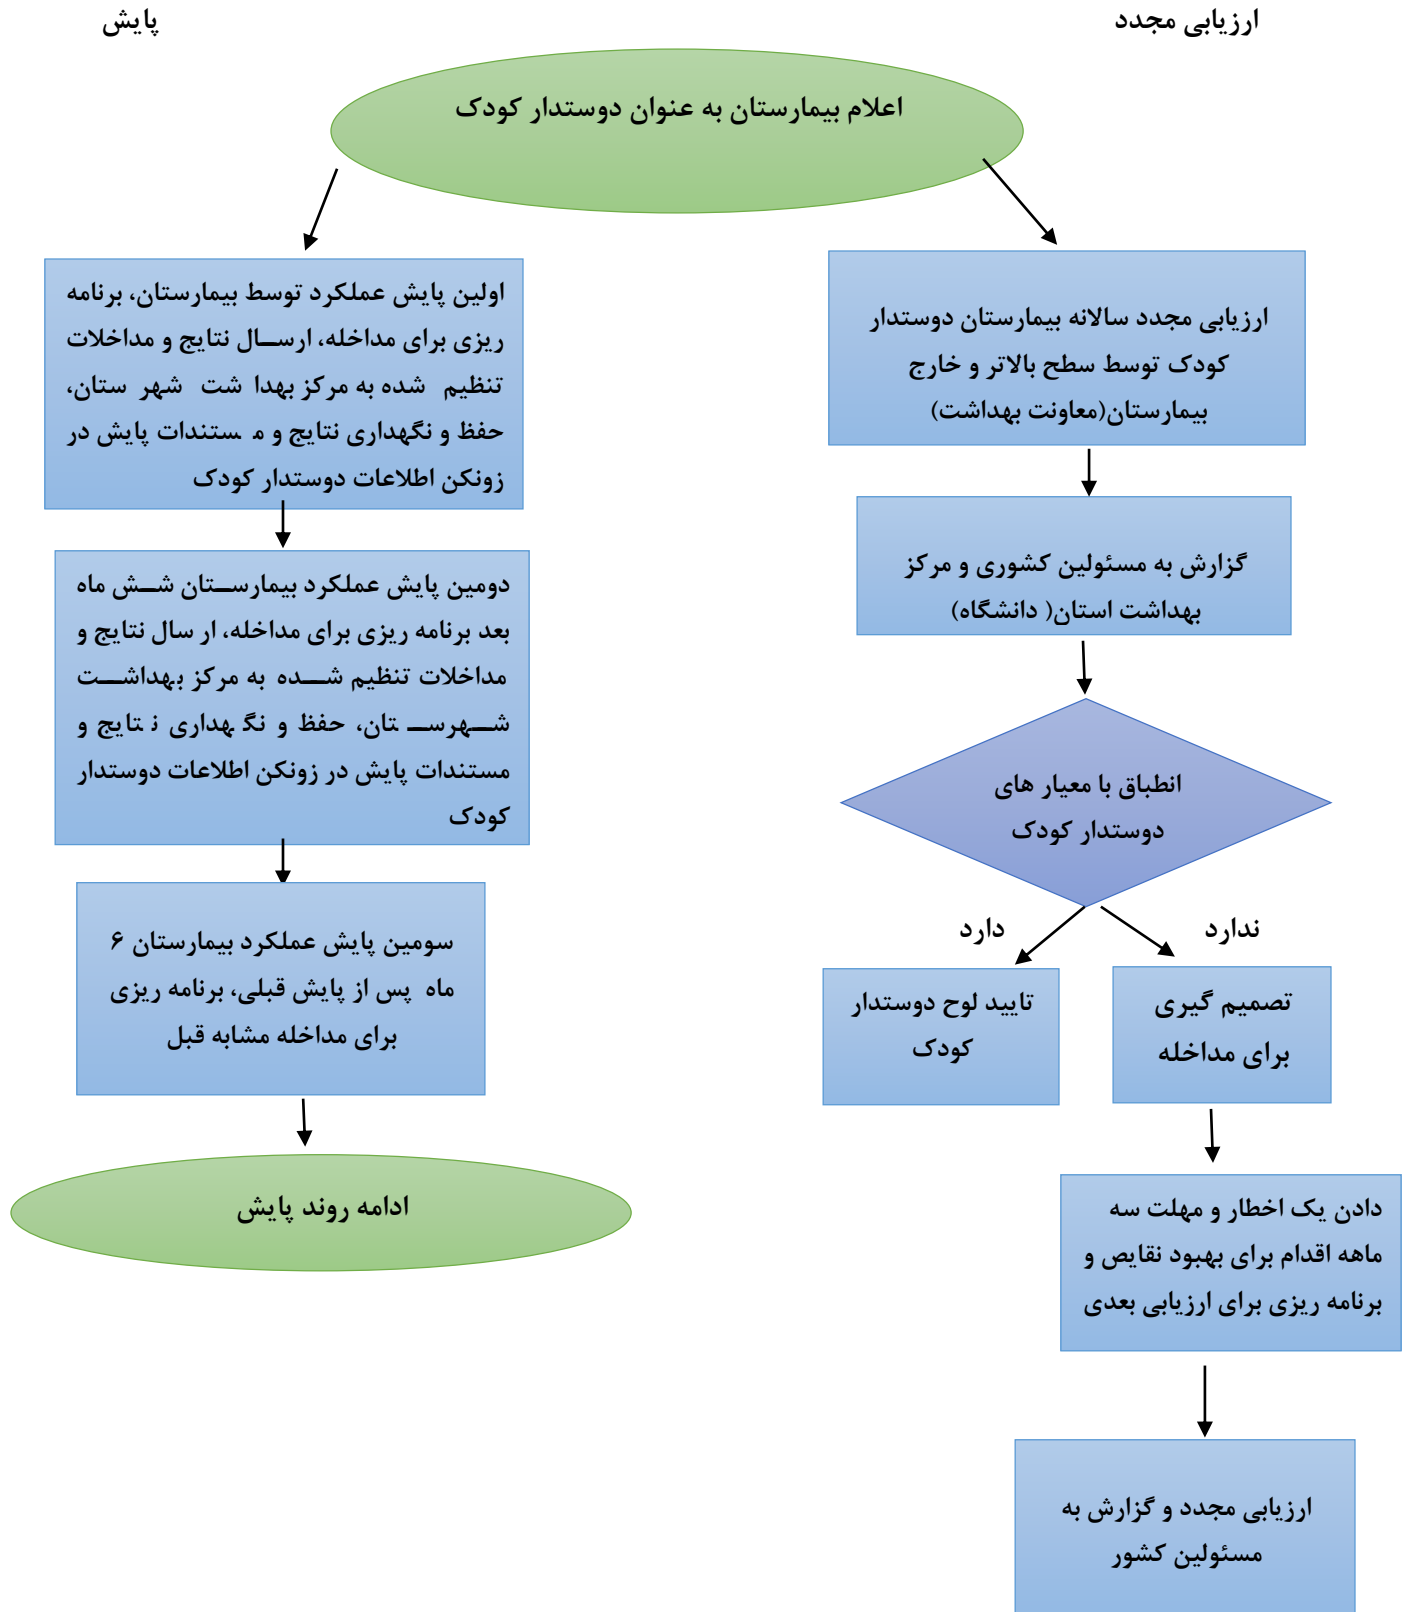 ارزیابی مجدد
پایش
اعلام بیمارستان به عنوان دوستدار کودک
ارزیابی مجدد سالانه بیمارستان دوستدار
کودک توسط سطح بالاتر و خارج
بیمارستان(معاونت بهداشت)
گزارش به مسئولین کشوری و مرکز
بهداشت استان( دانشگاه)
انطباق با معیار های
دوستدار کودک
ندارد
دارد
تصمیم گیری
برای مداخله
تایید لوح دوستدار
کودک
دادن یک اخطار و مهلت سه
ماهه اقدام برای بهبود نقایص و
برنامه ریزی برای ارزیابی بعدی
ارزیابی مجدد و گزارش به
مسئولین کشور
اولین پایش عملکرد توسط بیمارستان، برنامه
ریزی برای مداخله، ارسال نتایج و مداخلات
تنظیم شده به مرکز بهداشت شهرستان،
حفظ و نگهداری نتایج و مستندات پایش در
زونکن اطلاعات دوستدار کودک
دومین پایش عملکرد بیمارستان شش ماه
بعد برنامه ریزی برای مداخله، ارسال نتایج و
مداخلات تنظیم شده به مرکز بهداشت
شهرستان، حفظ و نگهداری نتایج و
مستندات پایش در زونکن اطلاعات دوستدار
کودک
سومین پایش عملکرد بیمارستان ۶
ماه پس از پایش قبلی، برنامه ریزی
برای مداخله مشابه قبل
ادامه روند پایش